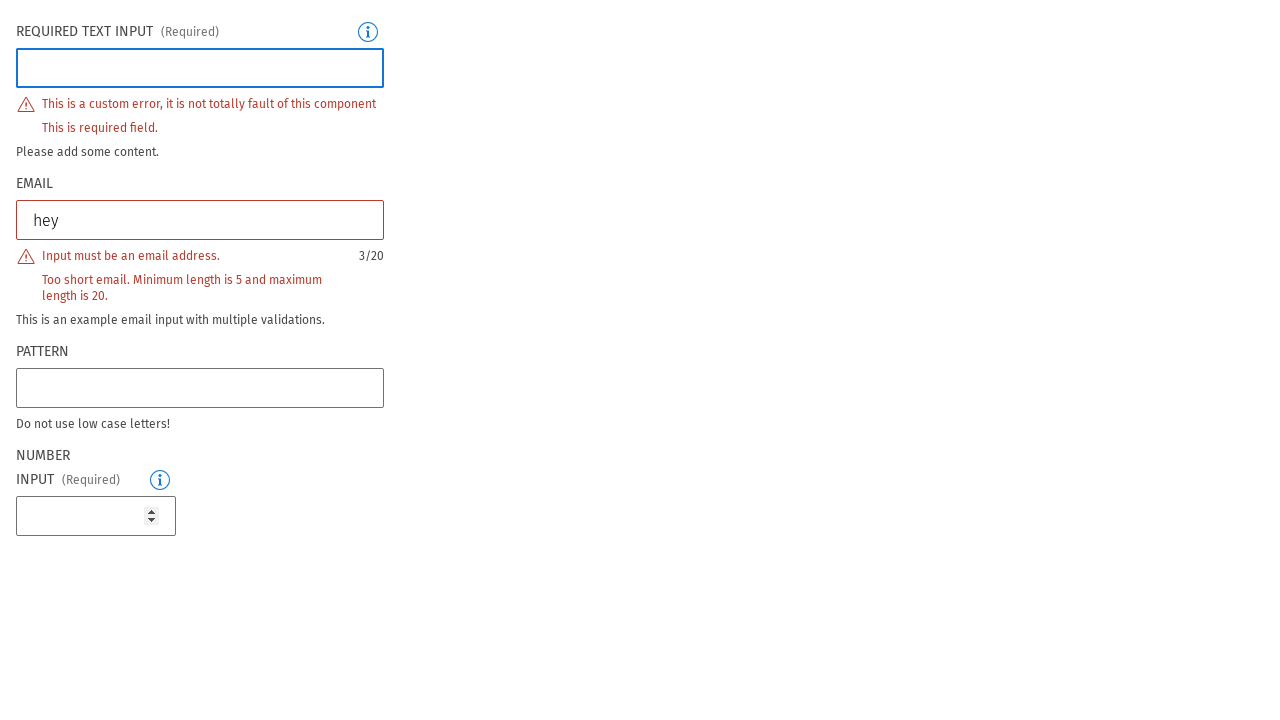 REQUIRED TEXT INPUT (Required)
This is a custom error, it is not totally fault of this component
This is required field.
Please add some content.
EMAIL
hey
Input must be an email address. 3/20
Too short email. Minimum length is 5 and maximum
length is 20.
This is an example email input with multiple validations.
PATTERN
Do not use low case letters!
NUMBER
INPUT (Required)